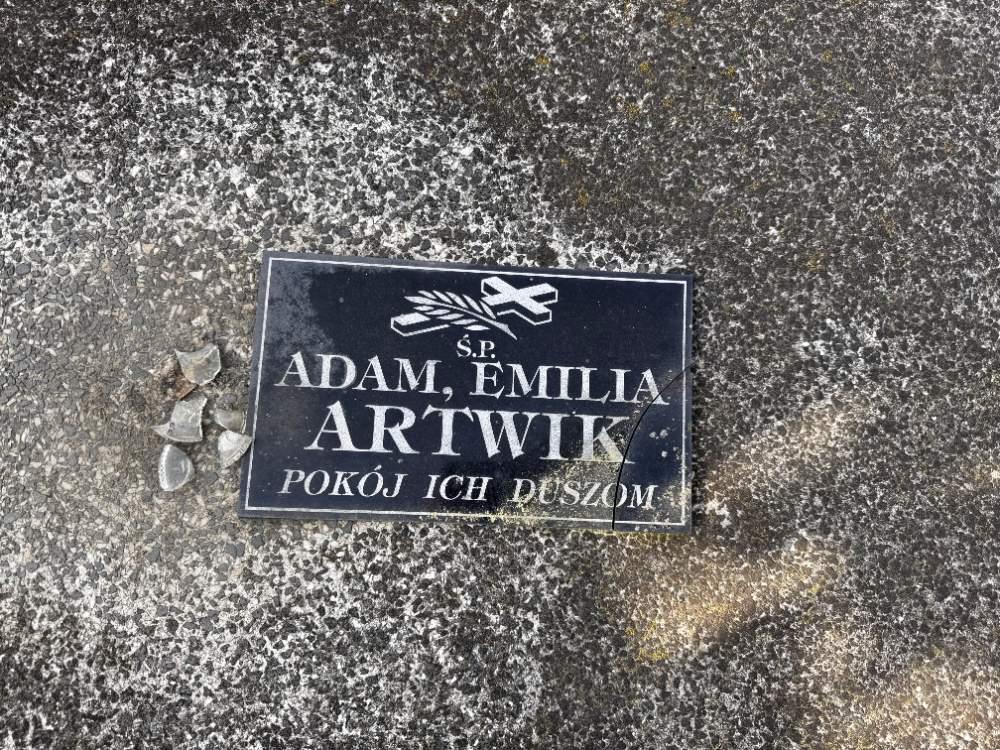 Ś.P.
ADAM, EMILIA
ARTWIK
POKÓJ ICH DUSZOM